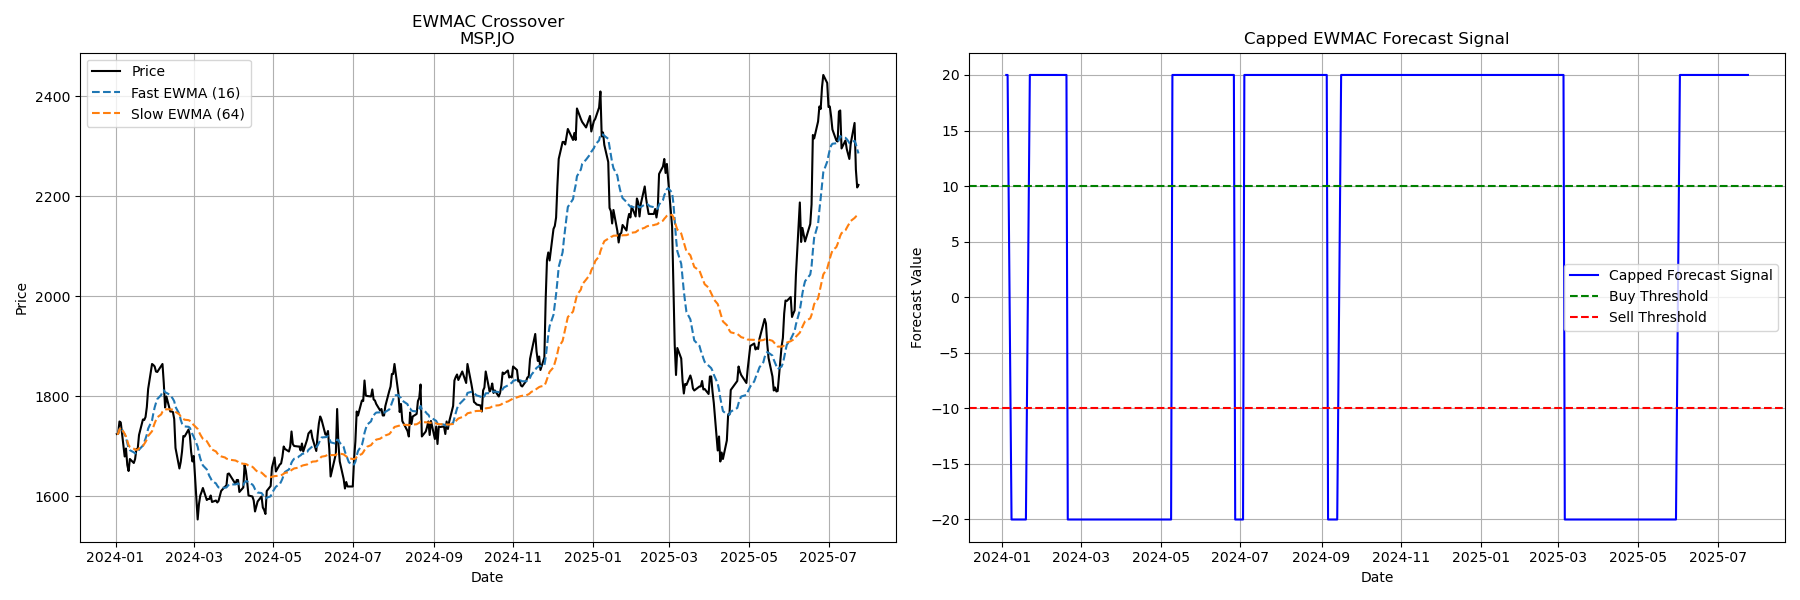 EWMAC Crossover
MSP.JO
Price
Fast EWMA (16)
Slow EWMA (64)
Price
2400
2200
2000
1800
1600
2024-01
2024-03
2024-05
2024-07
2024-09
2024-11
2025-01
2025-03
2025-05
2025-07
Date
Capped EWMAC Forecast Signal
Forecast Value
20
15
10
5
0
−5
−10
−15
−20
Capped Forecast Signal
Buy Threshold
Sell Threshold
2024-01
2024-03
2024-05
2024-07
2024-09
2024-11
2025-01
2025-03
2025-05
2025-07
Date